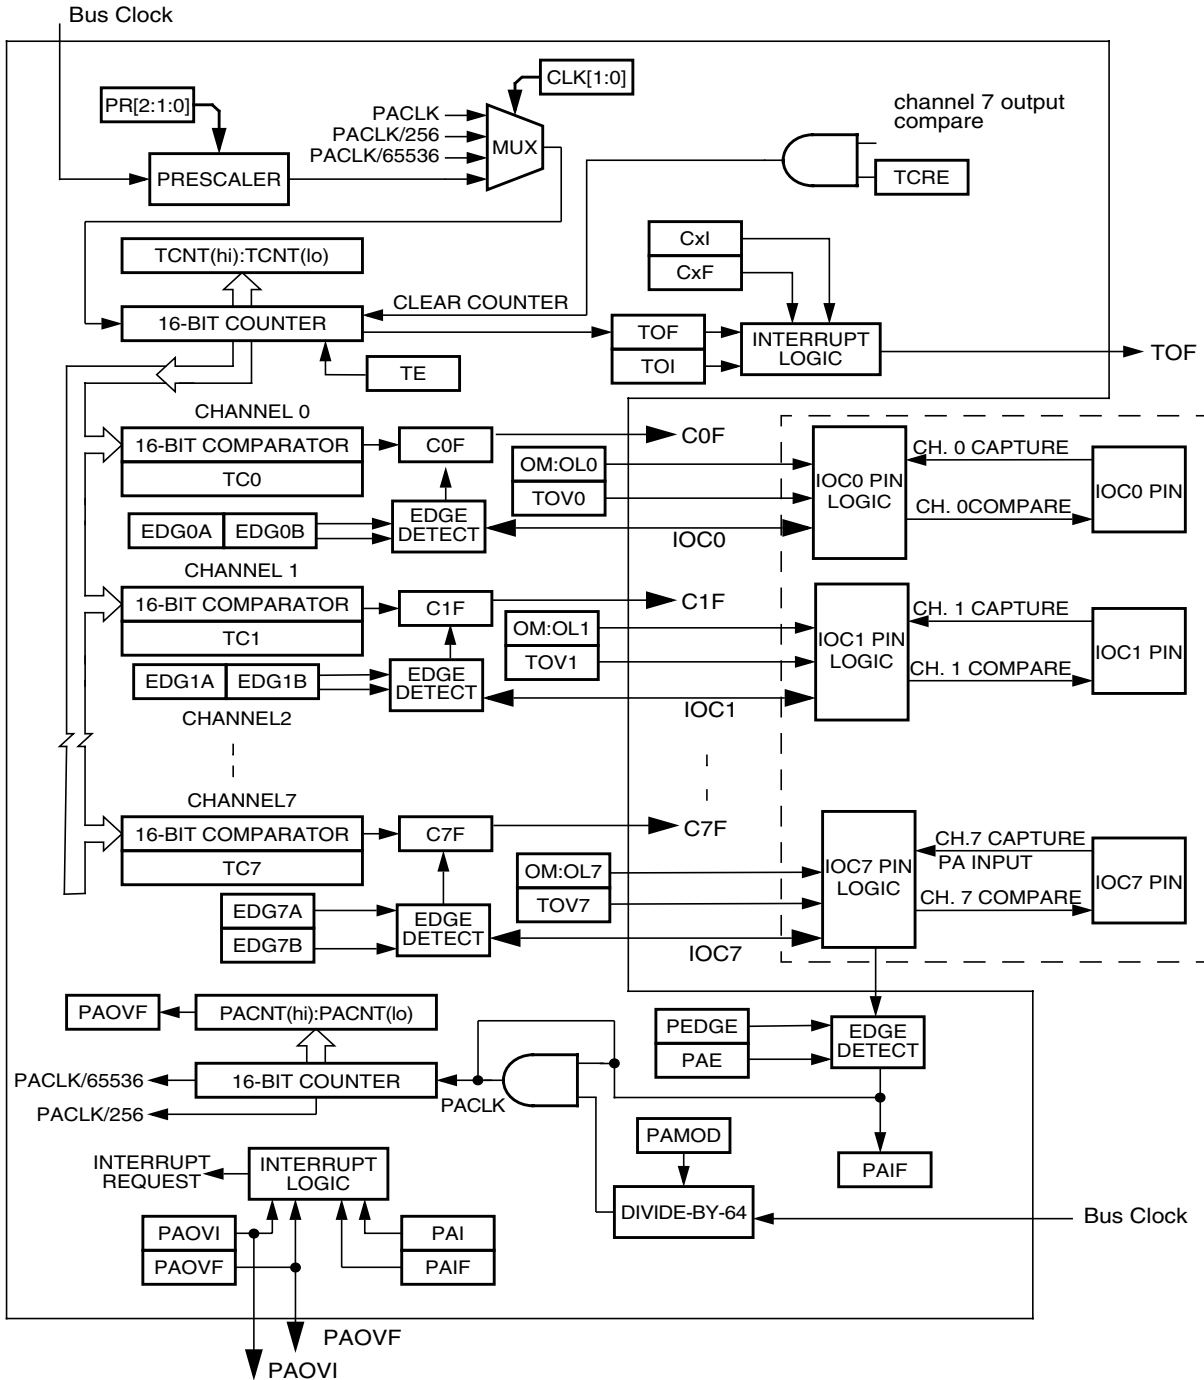 Bus Clock
CLK[1:0]
PR[2:1:0]
PACLK
PACLK/256
PACLK/65536
MUX
PRESCALER
channel 7 output
compare
TCRE
TCNT(hi):TCNT(lo)
CxI
CxF
CLEAR COUNTER
16-BIT COUNTER
TOF
TOI
INTERRUPT
LOGIC
TOF
TE
CHANNEL 0
16-BIT COMPARATOR
TC0
C0F
C0F
OM:OL0
TOV0
EDG0A
EDG0B
EDGE
DETECT
IOC0
IOC0 PIN
LOGIC
CH. 0 CAPTURE
CH. 0COMPARE
IOC0 PIN
CHANNEL 1
16-BIT COMPARATOR
TC1
C1F
C1F
OM:OL1
TOV1
EDG1A
EDG1B
EDGE
DETECT
IOC1
IOC1 PIN
LOGIC
CH. 1 CAPTURE
CH. 1 COMPARE
IOC1 PIN
CHANNEL2
CHANNEL7
16-BIT COMPARATOR
TC7
C7F
C7F
OM:OL7
TOV7
EDG7A
EDG7B
EDGE
DETECT
IOC7
IOC7 PIN
LOGIC
CH.7 CAPTURE
PA INPUT
CH. 7 COMPARE
IOC7 PIN
PAOVF
PACNT(hi):PACNT(lo)
PEDGE
PAE
EDGE
DETECT
PACLK/65536
16-BIT COUNTER
PACLK
PACLK/256
PAMOD
PAIF
INTERRUPT
REQUEST
INTERRUPT
LOGIC
DIVIDE-BY-64
Bus Clock
PAOVI
PAOVF
PAI
PAIF
PAOVF
PAOVI